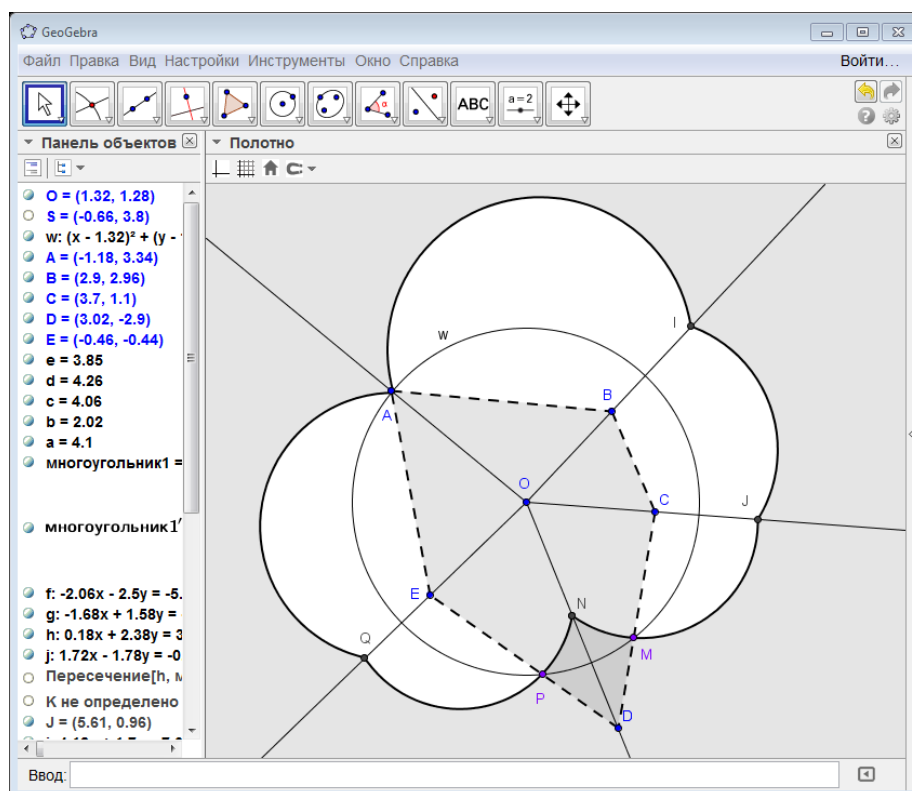 GeoGebra
Файл Правка Вид Настройки Инструменты Окно Справка
Войти...
ABC
a=2
Панель объектов
Полотно
O = (1.32, 1.28)
S = (-0.66, 3.8)
w: (x - 1.32)² + (y -
A = (-1.18, 3.34)
B = (2.9, 2.96)
C = (3.7, 1.1)
D = (3.02, -2.9)
E = (-0.46, -0.44)
e = 3.85
d = 4.26
c = 4.06
b = 2.02
a = 4.1
многоугольник1 =
многоугольник1'
f: -2.06x - 2.5y = -5.
g: -1.68x + 1.58y =
h: 0.18x + 2.38y = 3
j: 1.72x - 1.78y = -0
Пересечение[h, м
K не определено
J = (5.61, 0.96)
w
I
B
A
O
C
J
E
N
Q
M
P
D
Ввод: